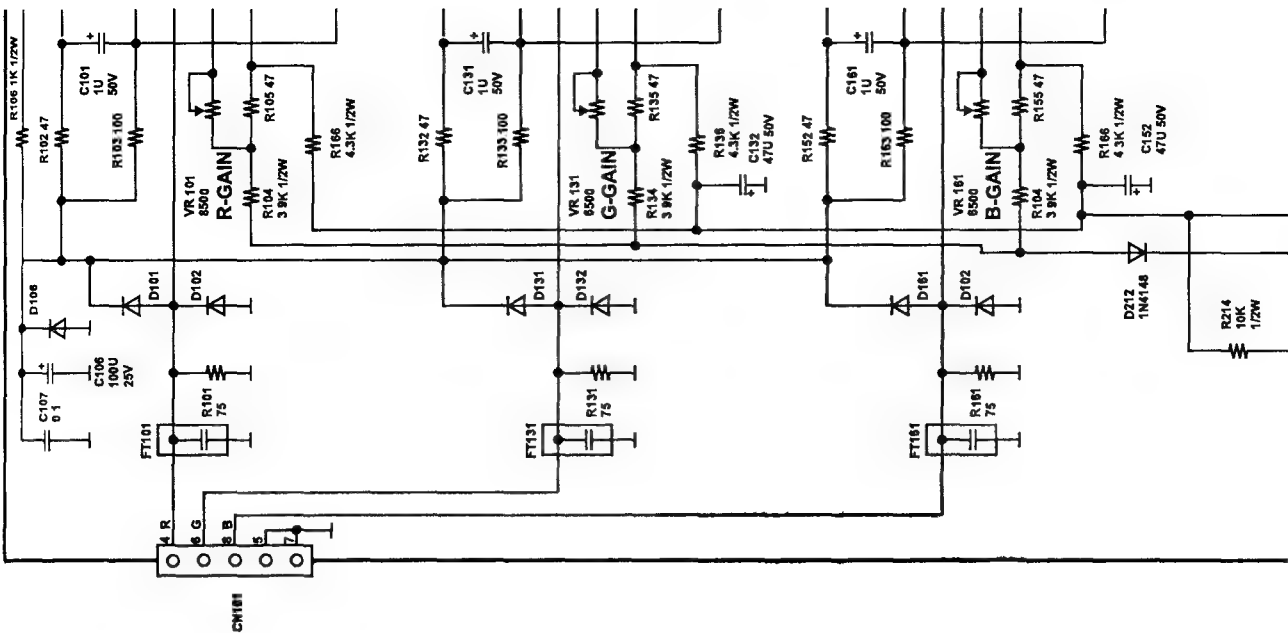 R106 1K 1/2W
R102 47
C101
1U
50V
R103 100
VR 101
8500
R-GAIN
R105 47
R104
3 9K 1/2W
R166
4.3K 1/2W
R132 47
C131
1U
50V
R133 100
VR 131
6500
G-GAIN
R135 47
R134
3 9K 1/2W
R136
4.3K 1/2W
C132
47U 50V
R152 47
C161
1U
50V
R163 100
VR 161
6500
B-GAIN
R155 47
R104
3 9K 1/2W
R166
4.3K 1/2W
C152
47U 50V
D106
D101
D102
D131
D132
D161
D102
D212
1N4148
R214
10K
1/2W
C107
0 1
C106
100U
25V
R101
75
R131
75
R161
75
FT101
FT131
FT161
4 R
6 G
8 B
5
7
CN101